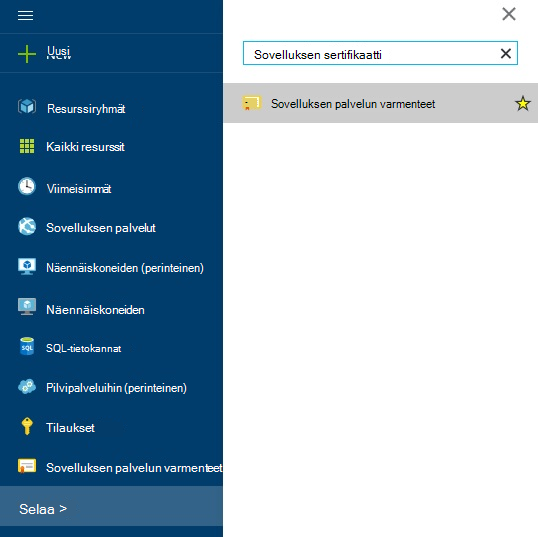 Uusi
Resurssiryhmät
Kaikki resurssit
Viimeisimmät
Sovelluksen palvelut
Näennäiskoneiden (perinteinen)
Näennäiskoneiden
SQL-tietokannat
Pilvipalveluihin (perinteinen)
Tilaukset
Sovelluksen palvelun varmenteet
Selaa >
Sovelluksen sertifikaatti
Sovelluksen palvelun varmenteet